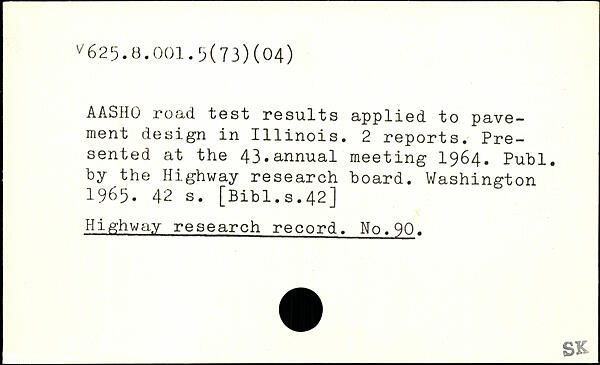 v625.8.001.5(73)(04)
AASHO road test results applied to pave-
ment design in Illinois. 2 reports. Pre-
sented at the 43.annual meeting 1964. Publ.
by the Highway research board. Washington
1965. 42 s. [Bibl.s.42]
Highway research record. No.90.
SK